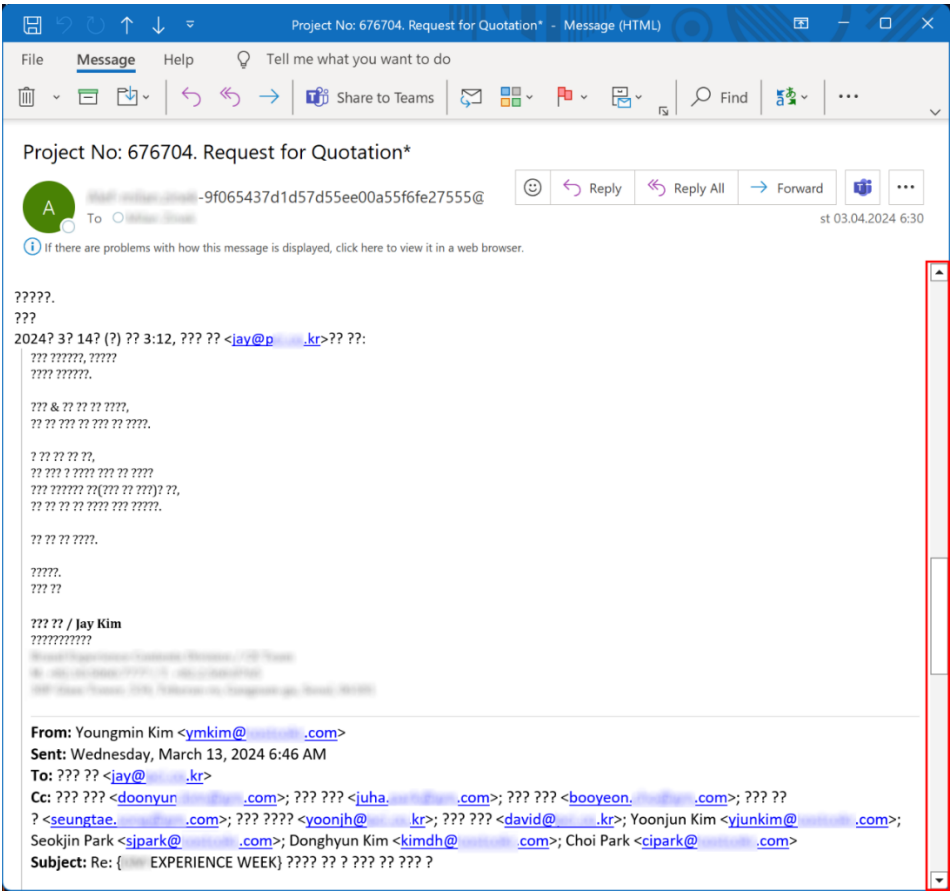 Project No: 676704. Request for Quotation* - Message (HTML)
File Message Help Tell me what you want to do
Share to Teams Find
Project No: 676704. Request for Quotation*
A
-9f065437d1d57d55ee00a55f6fe27555@
Reply Reply All Forward
To
st 03.04.2024 6:30
If there are problems with how this message is displayed, click here to view it in a web browser.
?????.
???
2024? 3? 14? (?) ?? 3:12, ??? ?? <jay@p .kr>?? ??:
??? ??????, ?????
???? ??????.
??? & ?? ?? ?? ????,
?? ?? ??? ?? ??? ?? ????.
? ?? ?? ?? ??,
?? ??? ? ???? ??? ?? ????
??? ?????? ??(??? ?? ???)? ??,
?? ?? ?? ?? ???? ??? ?????.
?? ?? ?? ????.
?????.
??? ??
??? ?? / Jay Kim
???????????
From: Youngmin Kim <ymkim@ .com>
Sent: Wednesday, March 13, 2024 6:46 AM
To: ??? ?? <jay@ .kr>
Cc: ??? ??? <doonyun .com>; ??? ??? <juha. .com>; ??? ??? <booyeon. .com>; ??? ??
? <seungtae. .com>; ??? ???? <yoonjh@ .kr>; ??? ??? <david@ .kr>; Yoonjun Kim <yjunkim@ .com>;
Seokjin Park <sjpark@ .com>; Donghyun Kim <kimdh@ .com>; Choi Park <cipark@ .com>
Subject: Re: { EXPERIENCE WEEK} ???? ?? ? ??? ?? ??? ?